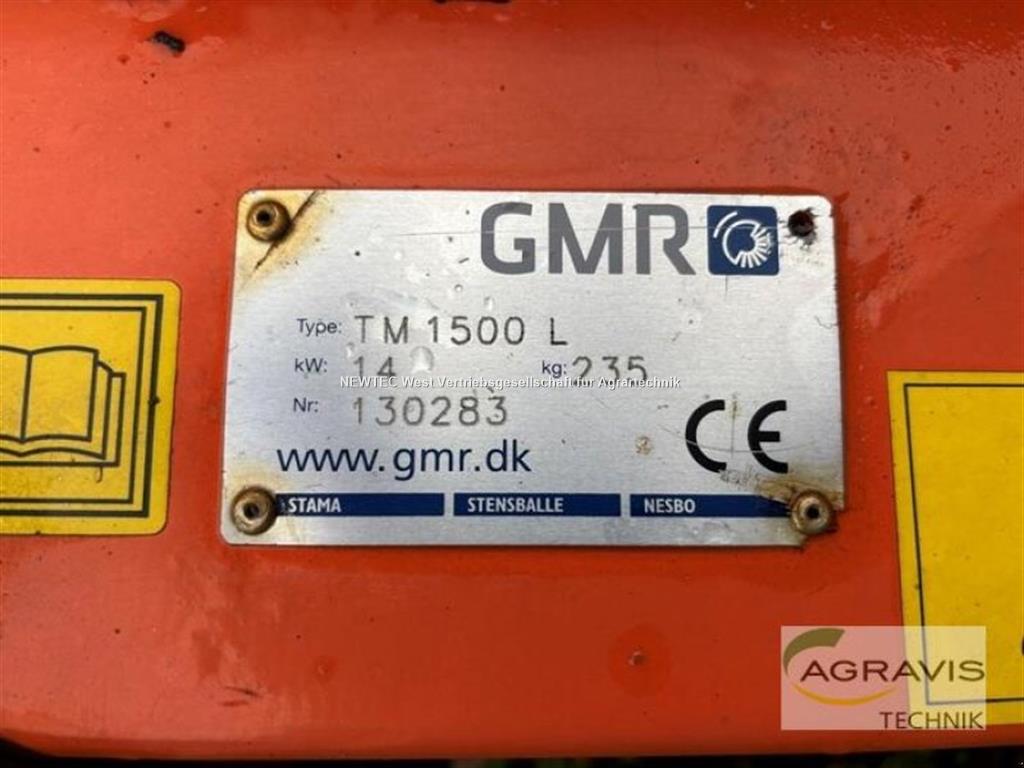 GMR
Type: TM 1500 L
kW: 14 kg: 235
NEWTEC West Vertriebsgesellschaft für Agrartechnik
Nr: 130283
www.gmr.dk
CE
STAMA STENSBALLE NESBO
AGRAVIS
TECHNIK